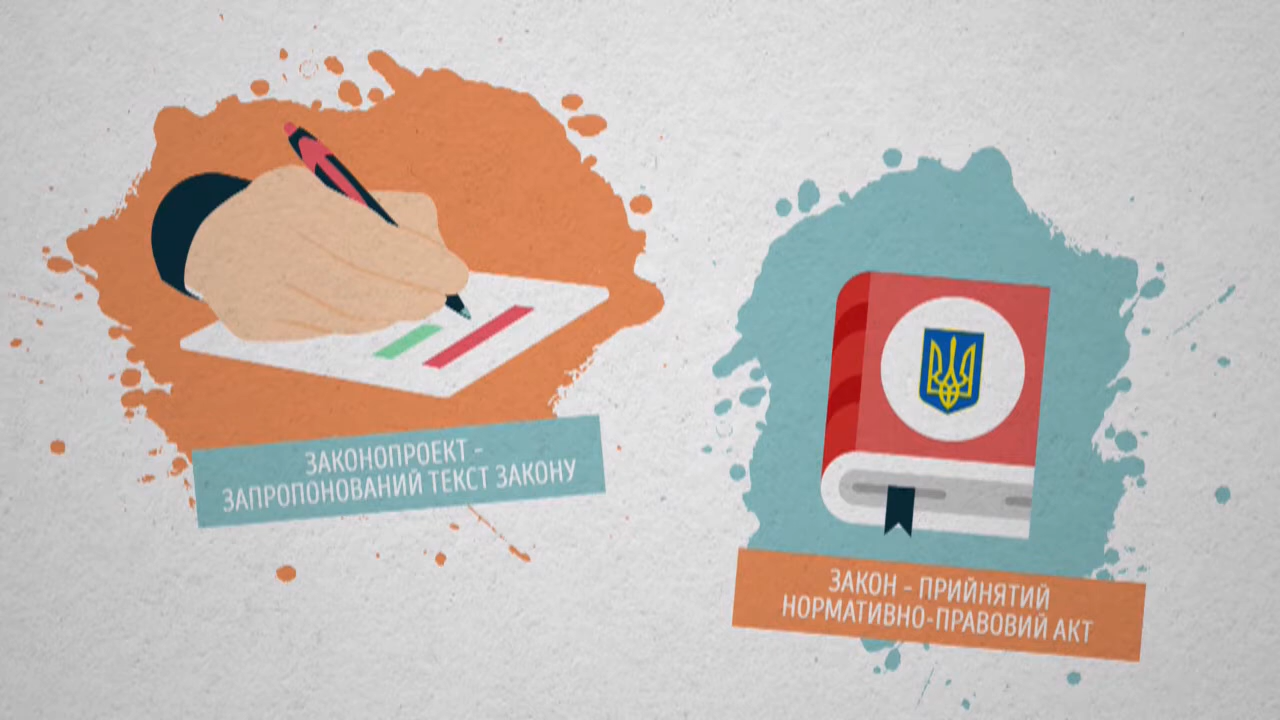 ЗАКОНОПРОЕКТ -
ЗАПРОПОНОВАНИЙ ТЕКСТ ЗАКОНУ
ЗАКОН - ПРИЙНЯТИЙ
НОРМАТИВНО-ПРАВОВИЙ АКТ